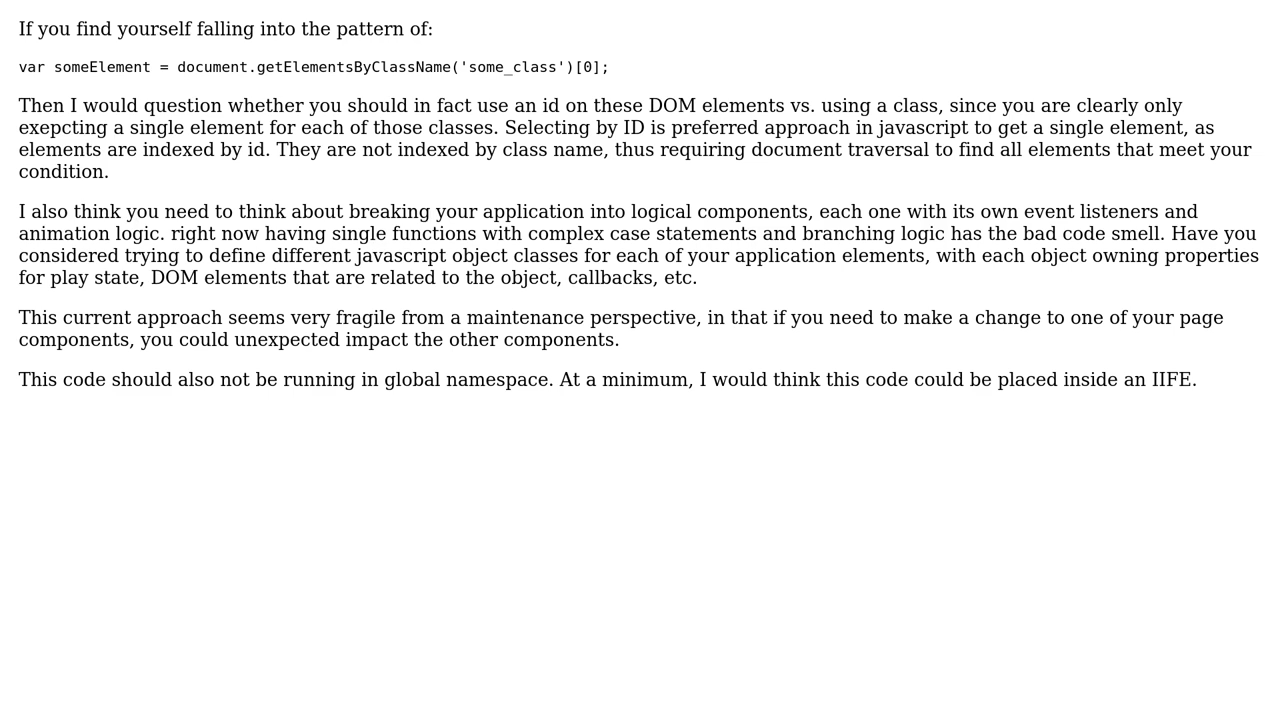 If you find yourself falling into the pattern of:
var someElement = document.getElementsByClassName('some_class')[0];
Then I would question whether you should in fact use an id on these DOM elements vs. using a class, since you are clearly only
exepcting a single element for each of those classes. Selecting by ID is preferred approach in javascript to get a single element, as
elements are indexed by id. They are not indexed by class name, thus requiring document traversal to find all elements that meet your
condition.
I also think you need to think about breaking your application into logical components, each one with its own event listeners and
animation logic. right now having single functions with complex case statements and branching logic has the bad code smell. Have you
considered trying to define different javascript object classes for each of your application elements, with each object owning properties
for play state, DOM elements that are related to the object, callbacks, etc.
This current approach seems very fragile from a maintenance perspective, in that if you need to make a change to one of your page
components, you could unexpected impact the other components.
This code should also not be running in global namespace. At a minimum, I would think this code could be placed inside an IIFE.